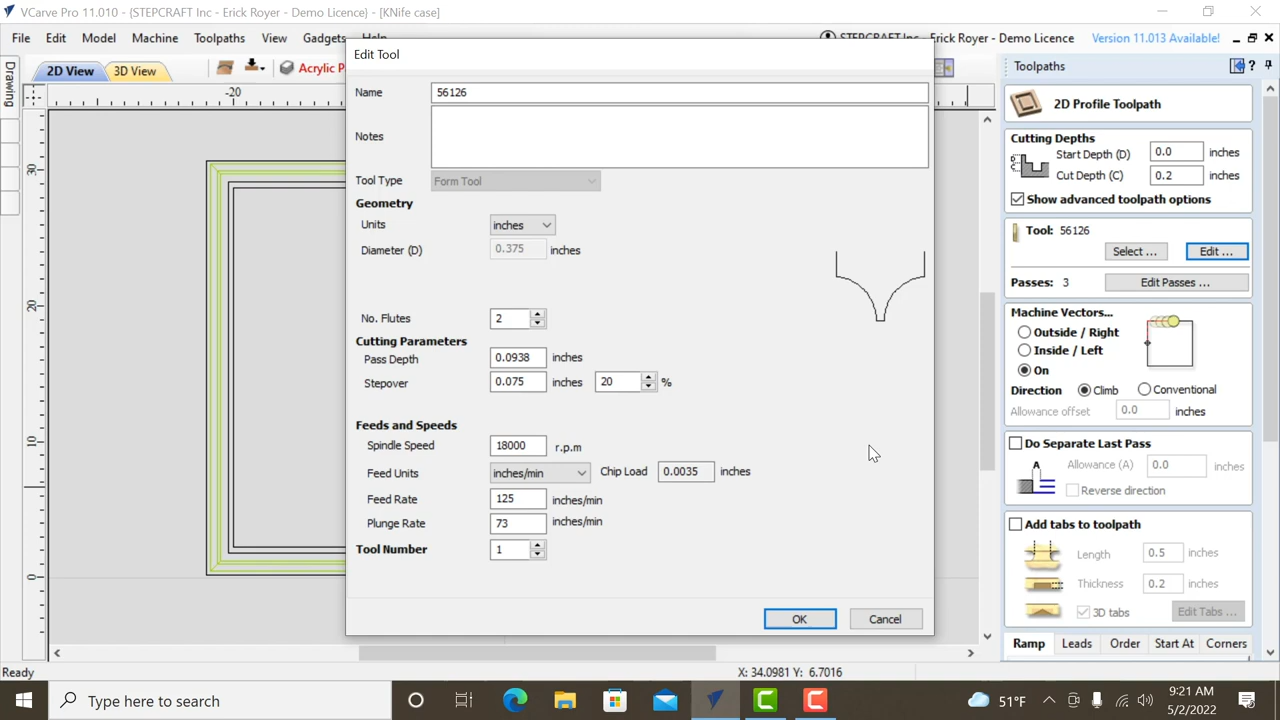 VCarve Pro 11.010 - {STEPCRAFT Inc - Erick Royer - Demo Licence} - [KNife case]
File Edit Model Machine Toolpaths View Gadgets Help
STEPCRAFT Inc Erick Royer - Demo Licence Version 11.013 Available!
Drawing
2D View 3D View Acrylic P
-20
30
20
10
0
Edit Tool
Name 56126
Notes
Tool Type Form Tool
Geometry
Units inches
Diameter (D) 0.375 inches
No. Flutes 2
Cutting Parameters
Pass Depth 0.0938 inches
Stepover 0.075 inches 20 %
Feeds and Speeds
Spindle Speed 18000 r.p.m
Feed Units inches/min Chip Load 0.0035 inches
Feed Rate 125 inches/min
Plunge Rate 73 inches/min
Tool Number 1
OK Cancel
Toolpaths
2D Profile Toolpath
Cutting Depths
Start Depth (D) 0.0 inches
Cut Depth (C) 0.2 inches
Show advanced toolpath options
Tool: 56126
Select ... Edit ...
Passes: 3 Edit Passes ...
Machine Vectors...
Outside / Right
Inside / Left
On
Direction Climb Conventional
Allowance offset 0.0 inches
Do Separate Last Pass
A Allowance (A) 0.0 inches
Reverse direction
Add tabs to toolpath
Length 0.5 inches
Thickness 0.2 inches
3D tabs Edit Tabs ...
Ramp Leads Order Start At Corners
Ready X: 34.0981 Y: 6.7016
Type here to search
51°F
9:21 AM
5/2/2022